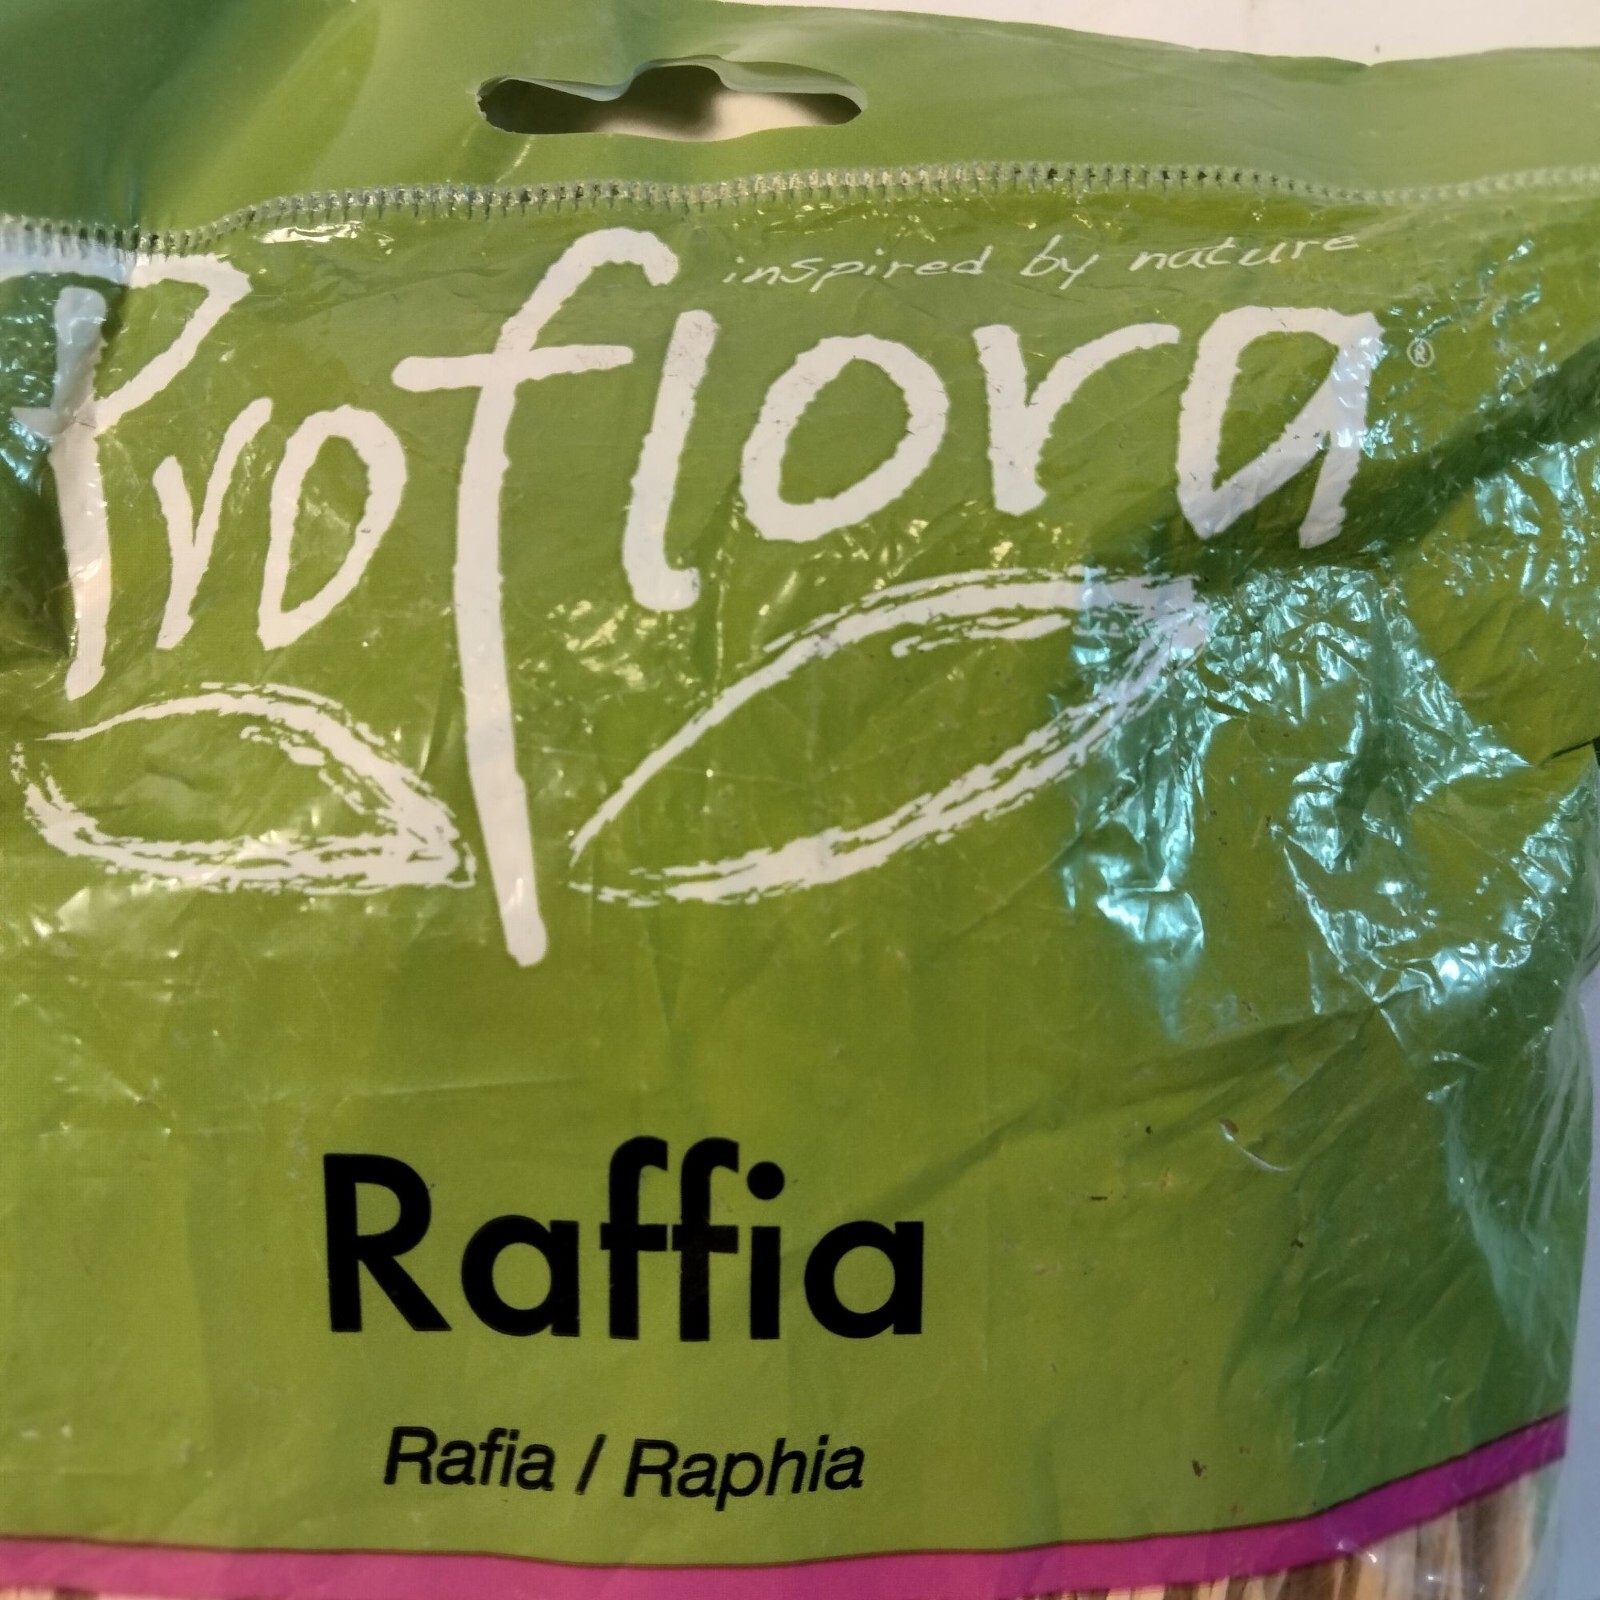 inspired by nature
Proflora®
Raffia
Rafia / Raphia